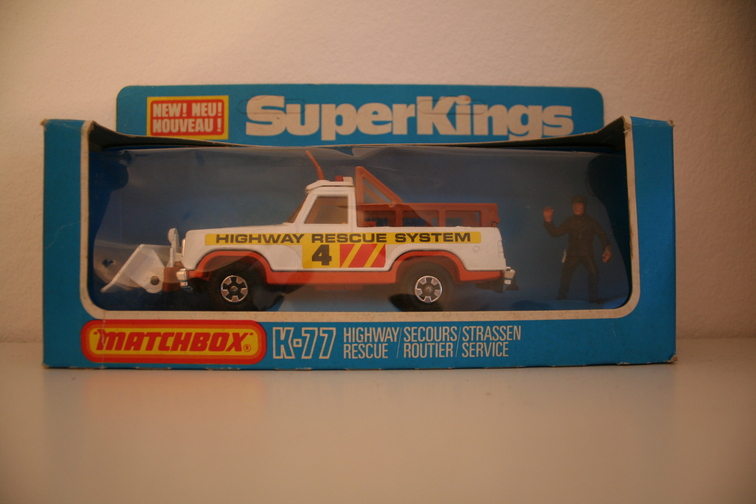 NEW! NEU!
NOUVEAU!
SuperKings
HIGHWAY RESCUE SYSTEM
4
MATCHBOX®
K-77
HIGHWAY/SECOURS/STRASSEN
RESCUE/ROUTIER/SERVICE